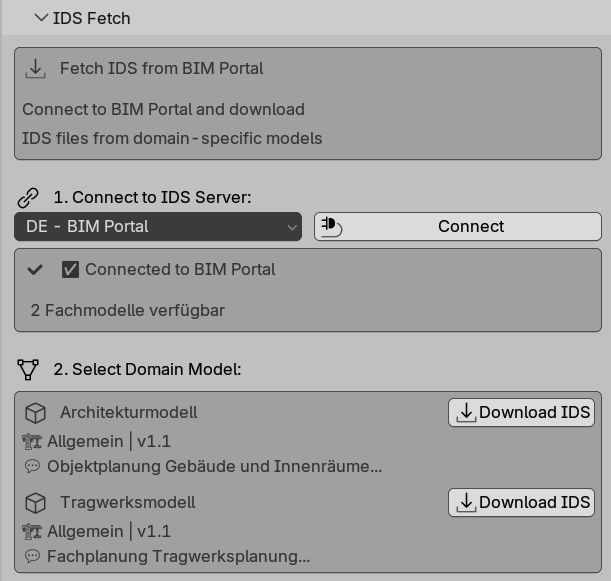 IDS Fetch
Fetch IDS from BIM Portal
Connect to BIM Portal and download
IDS files from domain-specific models
1. Connect to IDS Server:
DE - BIM Portal
Connect
Connected to BIM Portal
2 Fachmodelle verfügbar
2. Select Domain Model:
Architekturmodell
Download IDS
Allgemein | v1.1
Objektplanung Gebäude und Innenräume...
Tragwerksmodell
Download IDS
Allgemein | v1.1
Fachplanung Tragwerksplanung...